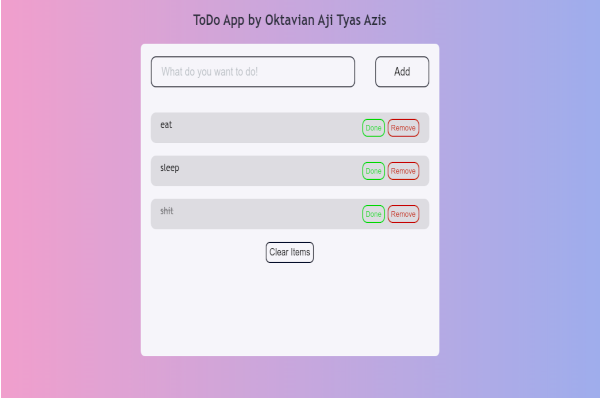 ToDo App by Oktavian Aji Tyas Azis
What do you want to do!
Add
eat
Done Remove
sleep
Done Remove
shit
Done Remove
Clear Items